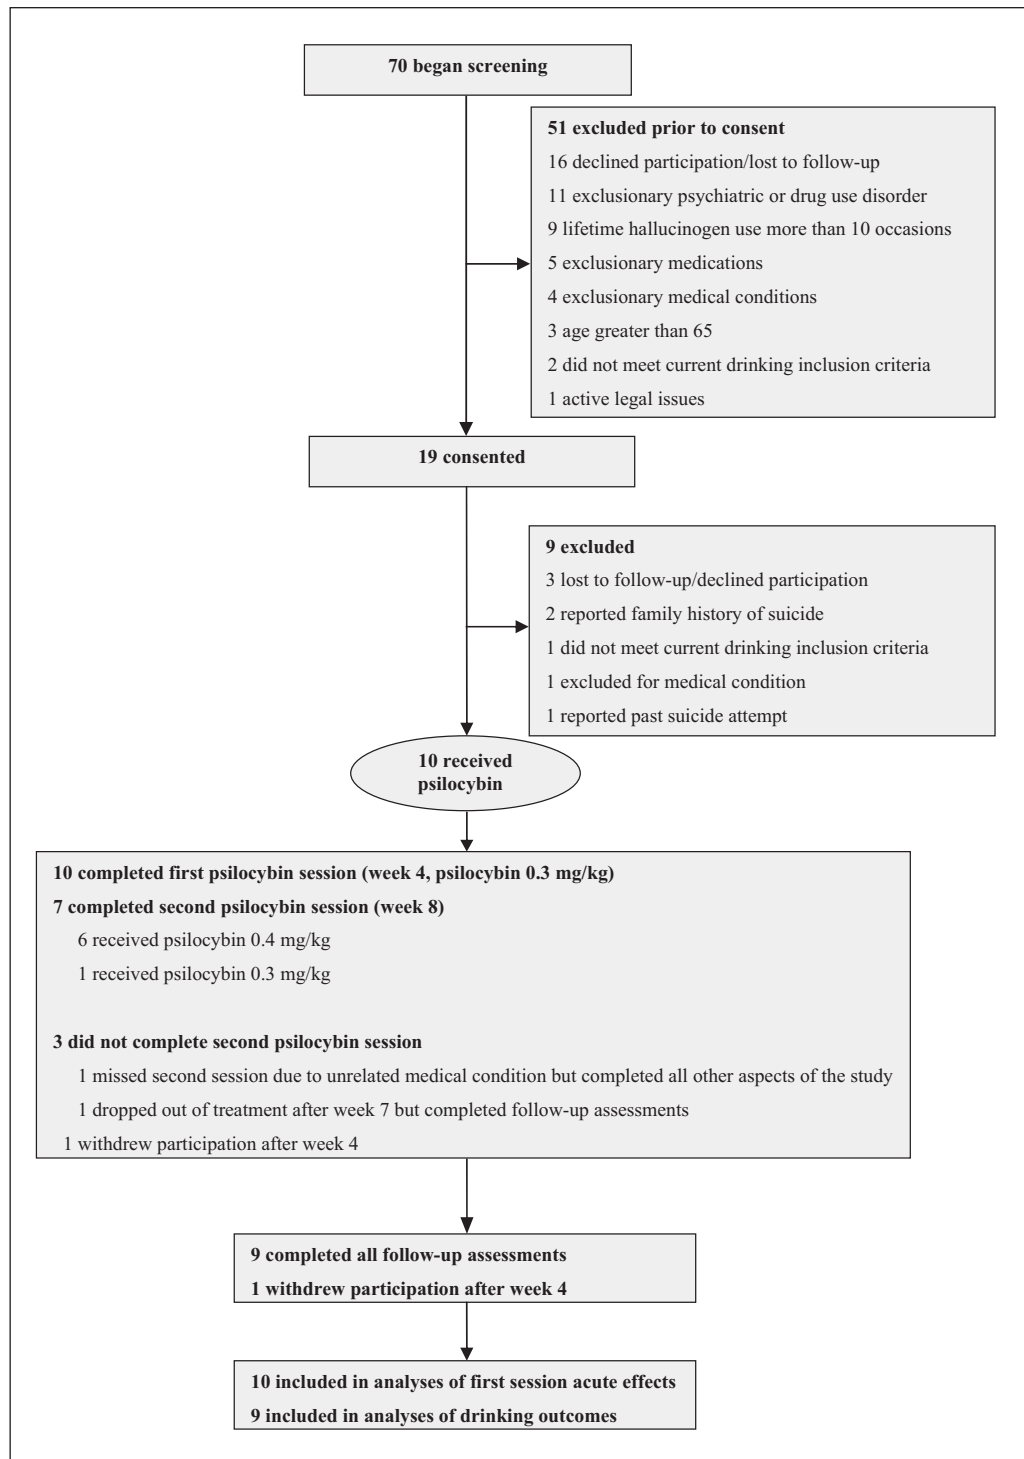 70 began screening
51 excluded prior to consent
16 declined participation/lost to follow-up
11 exclusionary psychiatric or drug use disorder
9 lifetime hallucinogen use more than 10 occasions
5 exclusionary medications
4 exclusionary medical conditions
3 age greater than 65
2 did not meet current drinking inclusion criteria
1 active legal issues
19 consented
9 excluded
3 lost to follow-up/declined participation
2 reported family history of suicide
1 did not meet current drinking inclusion criteria
1 excluded for medical condition
1 reported past suicide attempt
10 received
psilocybin
10 completed first psilocybin session (week 4, psilocybin 0.3 mg/kg)
7 completed second psilocybin session (week 8)
6 received psilocybin 0.4 mg/kg
1 received psilocybin 0.3 mg/kg
3 did not complete second psilocybin session
1 missed second session due to unrelated medical condition but completed all other aspects of the study
1 dropped out of treatment after week 7 but completed follow-up assessments
1 withdrew participation after week 4
9 completed all follow-up assessments
1 withdrew participation after week 4
10 included in analyses of first session acute effects
9 included in analyses of drinking outcomes